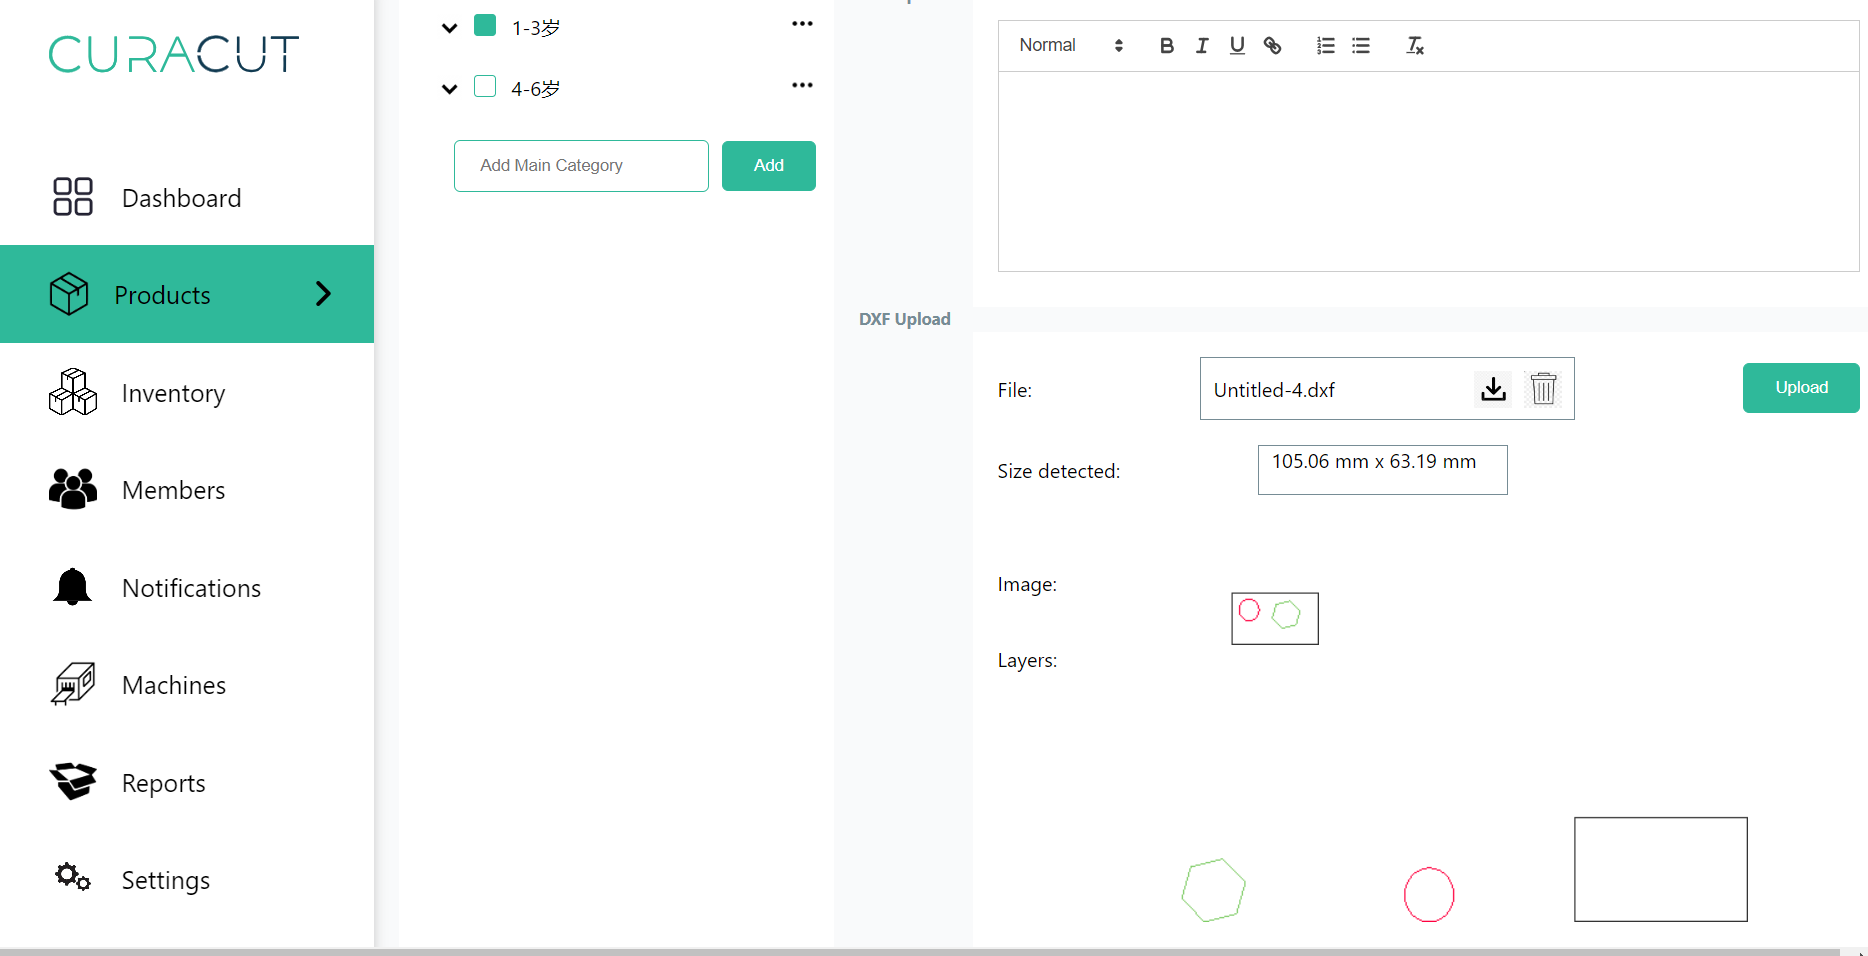 CURACUT
Dashboard
Products
Inventory
Members
Notifications
Machines
Reports
Settings
1-3岁
4-6岁
Add Main Category
Add
Normal
DXF Upload
File:
Untitled-4.dxf
Upload
Size detected:
105.06 mm x 63.19 mm
Image:
Layers: